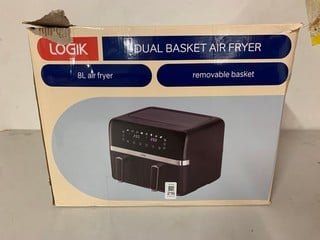 LOGIK
DUAL BASKET AIR FRYER
8L air fryer
removable basket